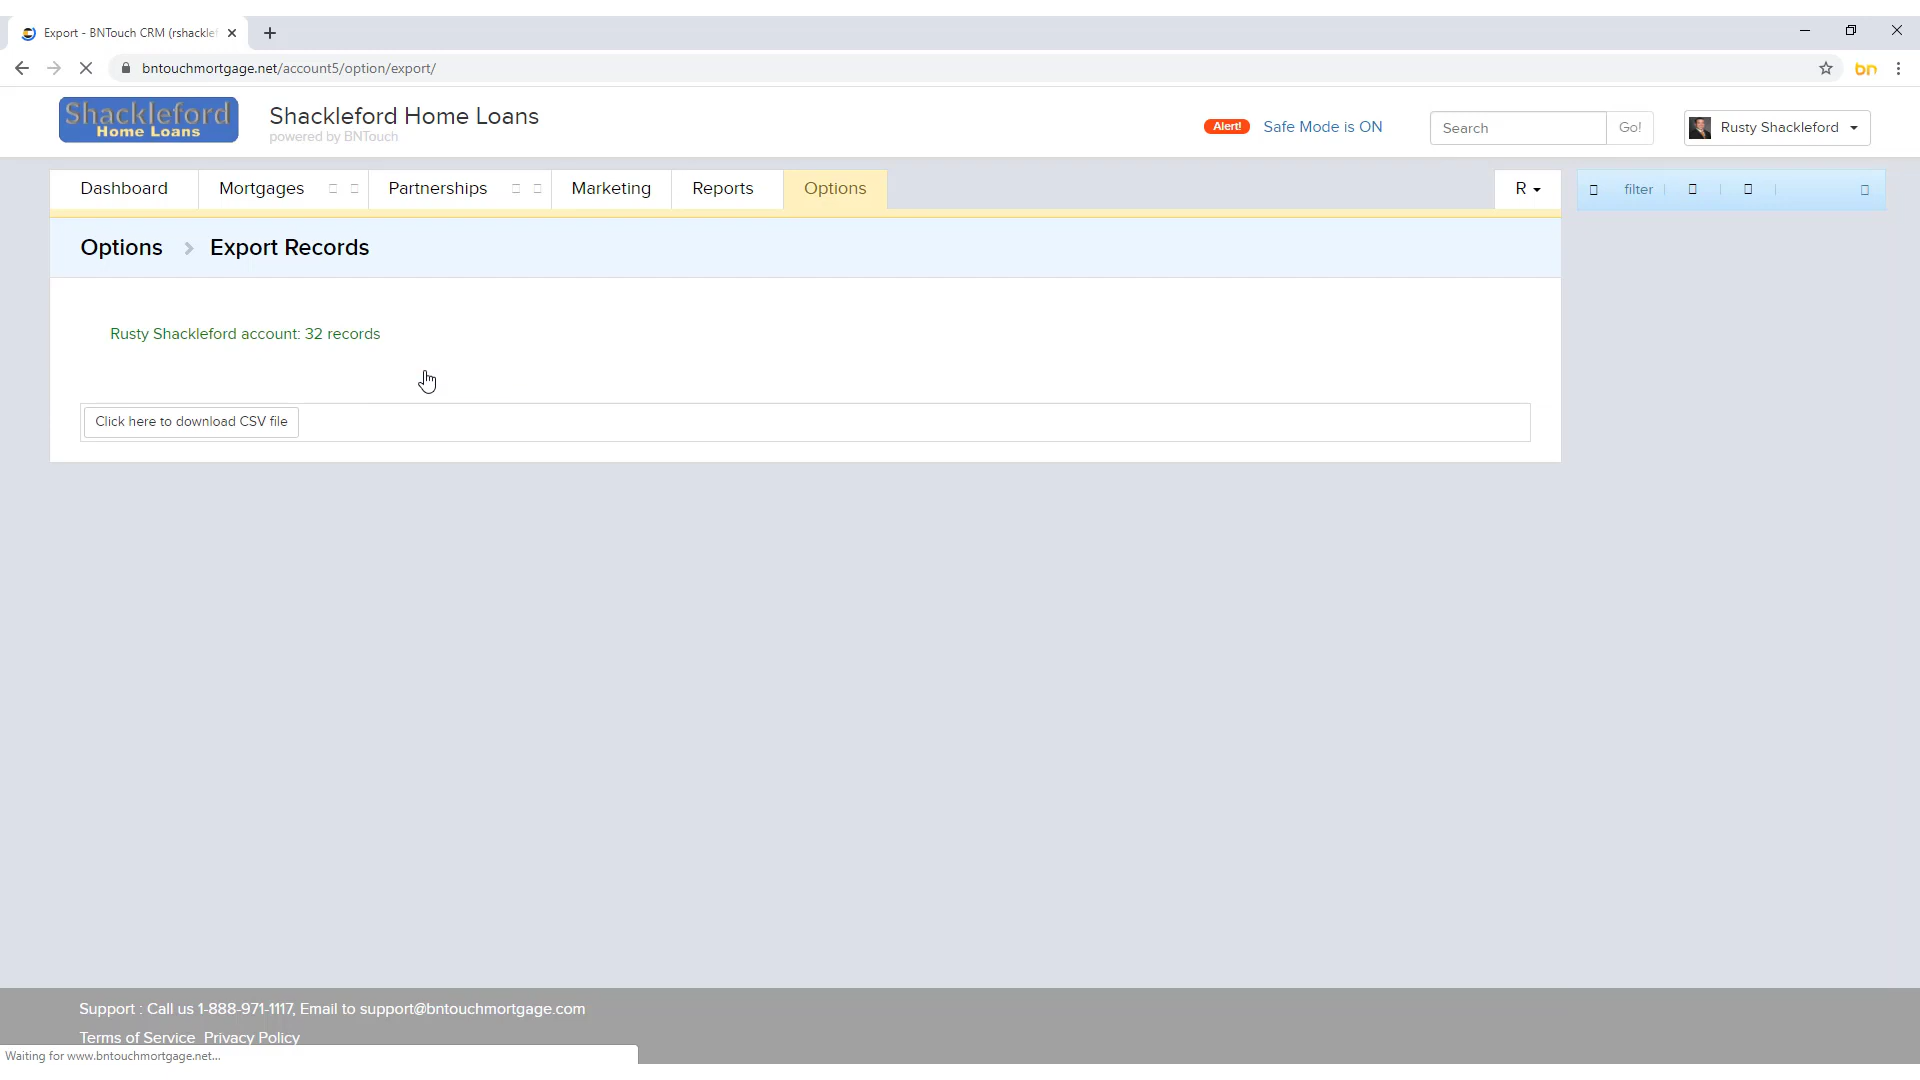 Export - BNTouch CRM (rshacklef
bntouchmortgage.net/account5/option/export/
bn
Shackleford
Home Loans
Shackleford Home Loans
powered by BNTouch
Alert! Safe Mode is ON
Search Go!
Rusty Shackleford
Dashboard Mortgages Partnerships Marketing Reports Options R filter
Options Export Records
Rusty Shackleford account: 32 records
Click here to download CSV file
Support : Call us 1-888-971-1117, Email to support@bntouchmortgage.com
Terms of Service Privacy Policy
Waiting for www.bntouchmortgage.net...